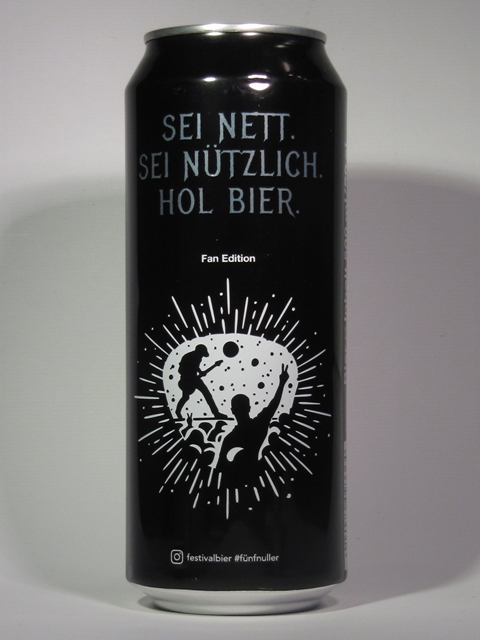 SEI NETT.
SEI NÜTZLICH.
HOL BIER.
Fan Edition
festivalbier #fünfnuller